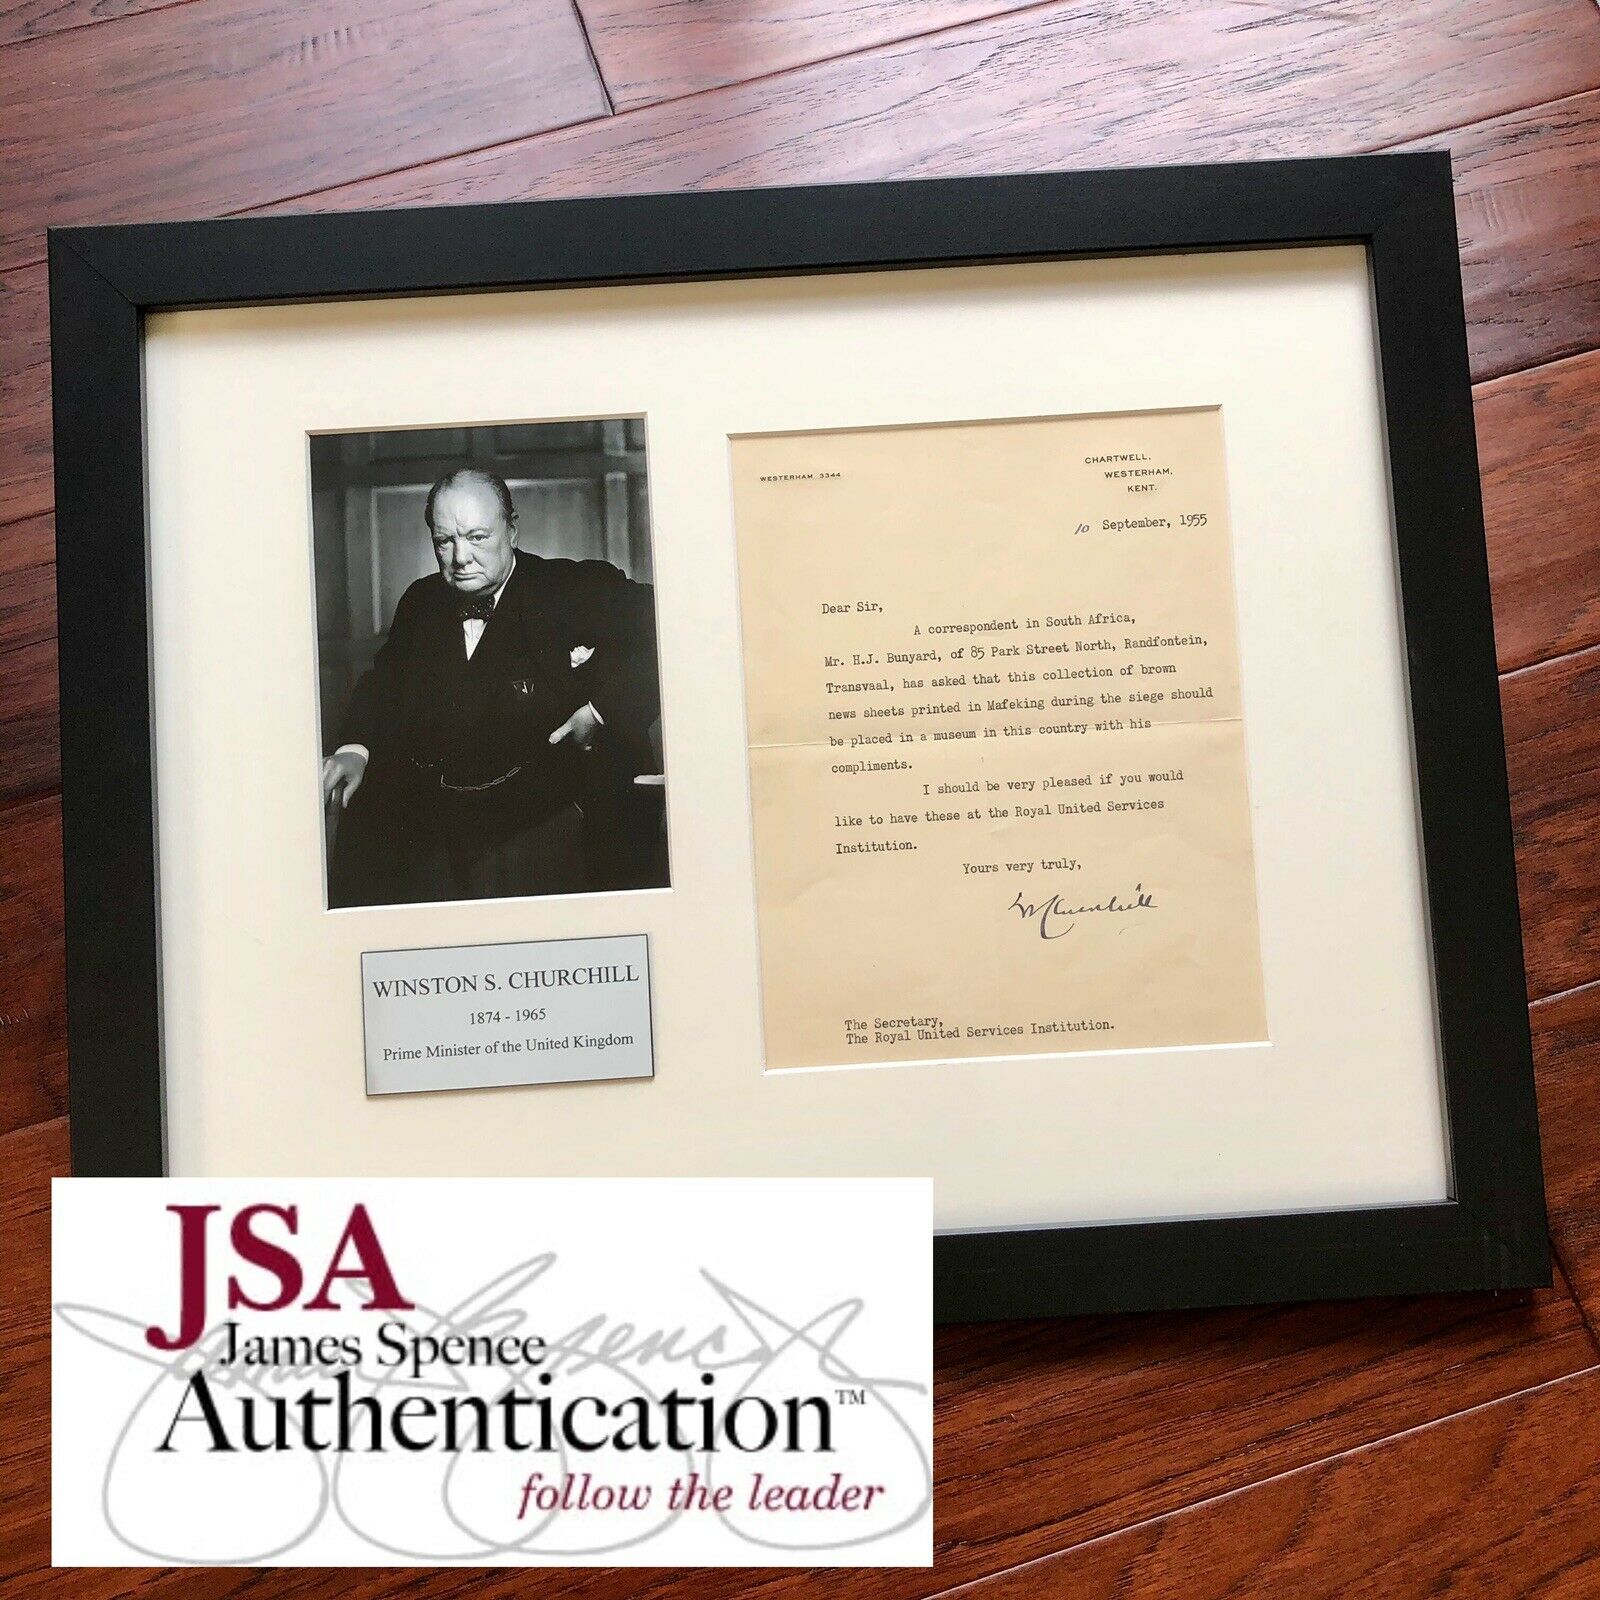 WESTERHAM 3344
CHARTWELL,
WESTERHAM,
KENT.
10 September, 1955
Dear Sir,
A correspondent in South Africa,
Mr. H.J. Bunyard, of 85 Park Street North, Randfontein,
Transvaal, has asked that this collection of brown
news sheets printed in Mafeking during the siege should
be placed in a museum in this country with his
compliments.
I should be very pleased if you would
like to have these at the Royal United Services
Institution.
Yours very truly,
W Churchill
The Secretary,
The Royal United Services Institution.
WINSTON S. CHURCHILL
1874 - 1965
Prime Minister of the United Kingdom
JSA
James Spence
Authentication™
follow the leader